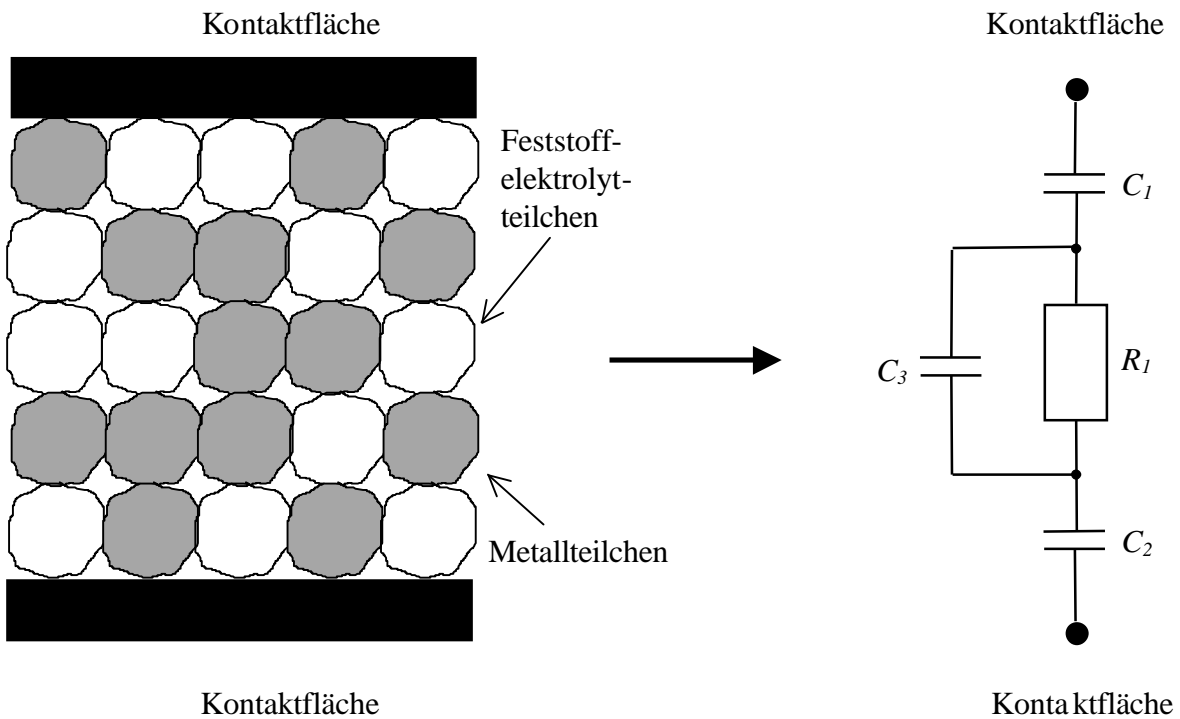 Kontaktfläche
Kontaktfläche
Feststoff-
elektrolyt-
teilchen
C1
C3
R1
C2
Metallteilchen
Kontaktfläche
Konta ktfläche